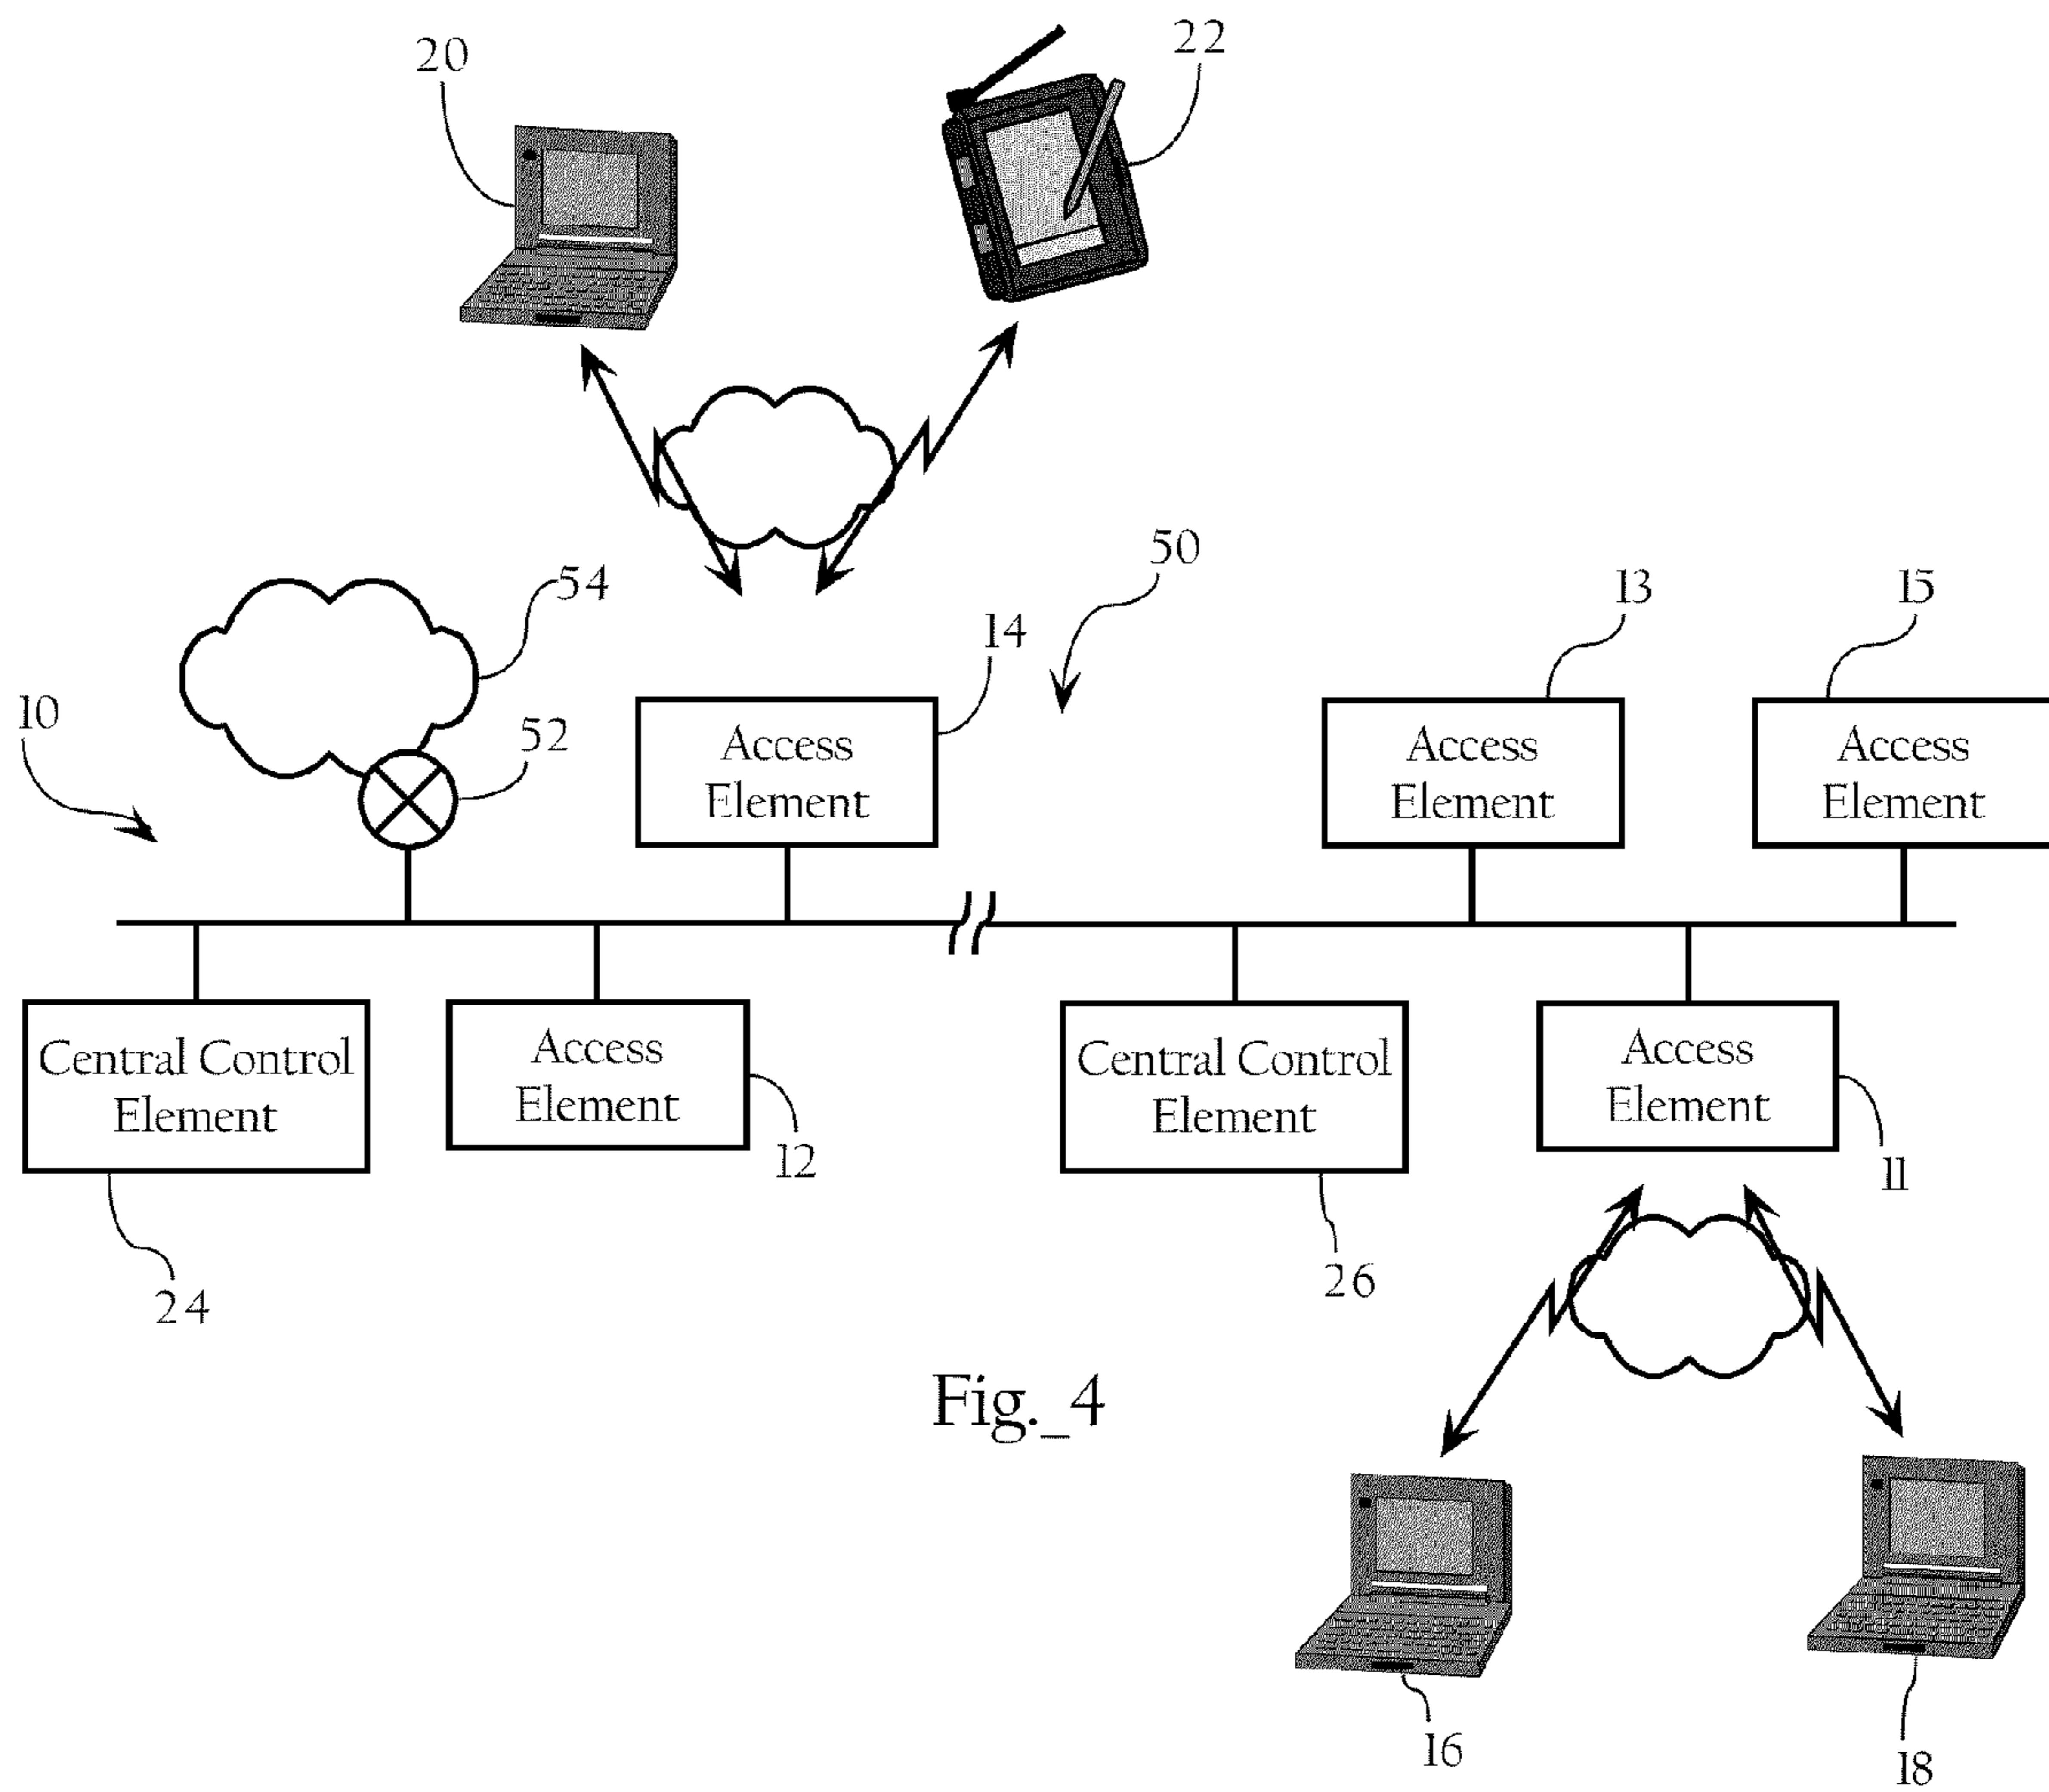 20
22
50
54
14
13
15
10
52
Access
Element
Access
Element
Access
Element
Central Control
Element
Access
Element
Central Control
Element
Access
Element
12
11
24
26
Fig._4
16
18